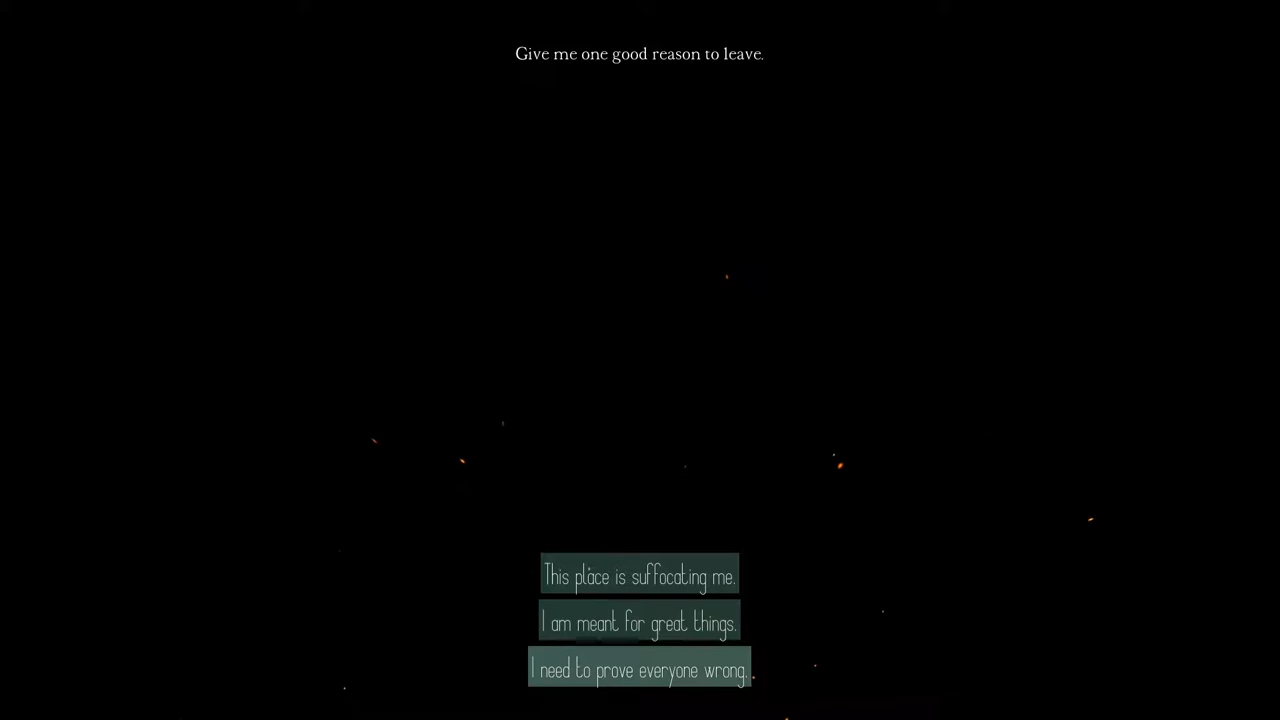 Give me one good reason to leave.
This place is suffocating me.
I am meant for great things.
I need to prove everyone wrong.